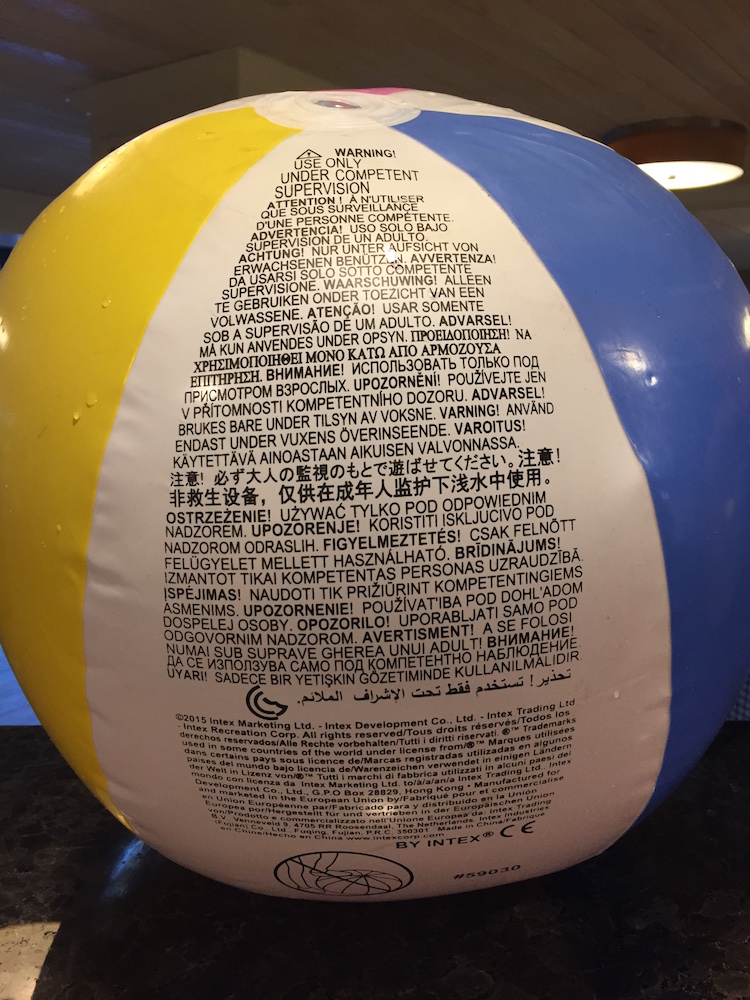 ⚠ WARNING!
USE ONLY
UNDER COMPETENT
SUPERVISION
ATTENTION ! À N'UTILISER
QUE SOUS SURVEILLANCE
D'UNE PERSONNE COMPÉTENTE.
ADVERTENCIA! USO SOLO BAJO
SUPERVISIÓN DE UN ADULTO.
ACHTUNG! NUR UNTER AUFSICHT VON
ERWACHSENEN BENÜTZEN. AVVERTENZA!
DA USARSI SOLO SOTTO COMPETENTE
SUPERVISIONE. WAARSCHUWING! ALLEEN
TE GEBRUIKEN ONDER TOEZICHT VAN EEN
VOLWASSENE. ATENÇÃO! USAR SOMENTE
SOB A SUPERVISÃO DE UM ADULTO. ADVARSEL!
MÅ KUN ANVENDES UNDER OPSYN. ΠΡΟΕΙΔΟΠΟΙΗΣΗ! ΝΑ
ΧΡΗΣΙΜΟΠΟΙΗΘΕΙ ΜΟΝΟ ΚΑΤΩ ΑΠΟ ΑΡΜΟΖΟΥΣΑ
ΕΠΙΤΗΡΗΣΗ. ВНИМАНИЕ! ИСПОЛЬЗОВАТЬ ТОЛЬКО ПОД
ПРИСМОТРОМ ВЗРОСЛЫХ. UPOZORNĚNÍ! POUŽÍVEJTE JEN
V PŘÍTOMNOSTI KOMPETENTNÍHO DOZORU. ADVARSEL!
BRUKES BARE UNDER TILSYN AV VOKSNE. VARNING! ANVÄND
ENDAST UNDER VUXENS ÖVERINSEENDE. VAROITUS!
KÄYTETTÄVÄ AINOASTAAN AIKUISEN VALVONNASSA.
注意! 必ず大人の監視のもとで遊ばせてください。注意!
非救生设备，仅供在成年人监护下浅水中使用。
OSTRZEŻENIE! UŻYWAĆ TYLKO POD ODPOWIEDNIM
NADZOREM. UPOZORENJE! KORISTITI ISKLJUCIVO POD
NADZOROM ODRASLIH. FIGYELMEZTETÉS! CSAK FELNŐTT
FELÜGYELET MELLETT HASZNÁLHATÓ. BRĪDINĀJUMS!
IZMANTOT TIKAI KOMPETENTAS PERSONAS UZRAUDZĪBĀ.
ĮSPĖJIMAS! NAUDOTI TIK PRIŽIŪRINT KOMPETENTINGIEMS
ASMENIMS. UPOZORNENIE! POUŽÍVAŤIBA POD DOHĽADOM
DOSPELEJ OSOBY. OPOZORILO! UPORABLJATI SAMO POD
ODGOVORNIM NADZOROM. AVERTISMENT! A SE FOLOSI
NUMAI SUB SUPRAVE GHEREA UNUI ADULT! ВНИМАНИЕ!
ДА СЕ ИЗПОЛЗУВА САМО ПОД КОМПЕТЕНТНО НАБЛЮДЕНИЕ
UYARI! SADECE BIR YETIŞKIN GÖZETIMINDE KULLANILMALIDIR.
تحذير! تستخدم فقط تحت الإشراف الملائم.
©2015 Intex Marketing Ltd. - Intex Development Co., Ltd. - Intex Trading Ltd
- Intex Recreation Corp. All rights reserved/Tous droits réservés/Todos los
derechos reservados/Alle Rechte vorbehalten/Tutti i diritti riservati. ®™ Trademarks
used in some countries of the world under license from/®™ Marques utilisées
dans certains pays sous licence de/Marcas registradas utilizadas en algunos
países del mundo bajo licencia de/Warenzeichen verwendet in einigen Ländern
der Welt in Lizenz von/®™ Tutti i marchi di fabbrica utilizzati in alcuni paesi del
mondo con licenza da Intex Marketing Ltd. to/à/a/an/a Intex Trading Ltd., Intex
Development Co., Ltd., G.P.O Box 28829, Hong Kong • Manufactured for
and marketed in the European Union by/Fabriqué pour et commercialisé
en Union Européenne par/Fabricado para y distribuido en la Unión
Europea por/Hergestellt für und vertrieben in der Europäischen Union
von/Prodotto e commercializzato nell'Unione Europea da: Intex Trading
B.V. Venneveld 9, 4705 RR Roosendaal, The Netherlands Intex Industries
Fujian/ Co., Ltd., Fuqing, Fujian, P.R.C. 350301 Made in China/Fabriqué
en Chine/Hecho en China www.intexcorp.com
BY INTEX® CE
#59030